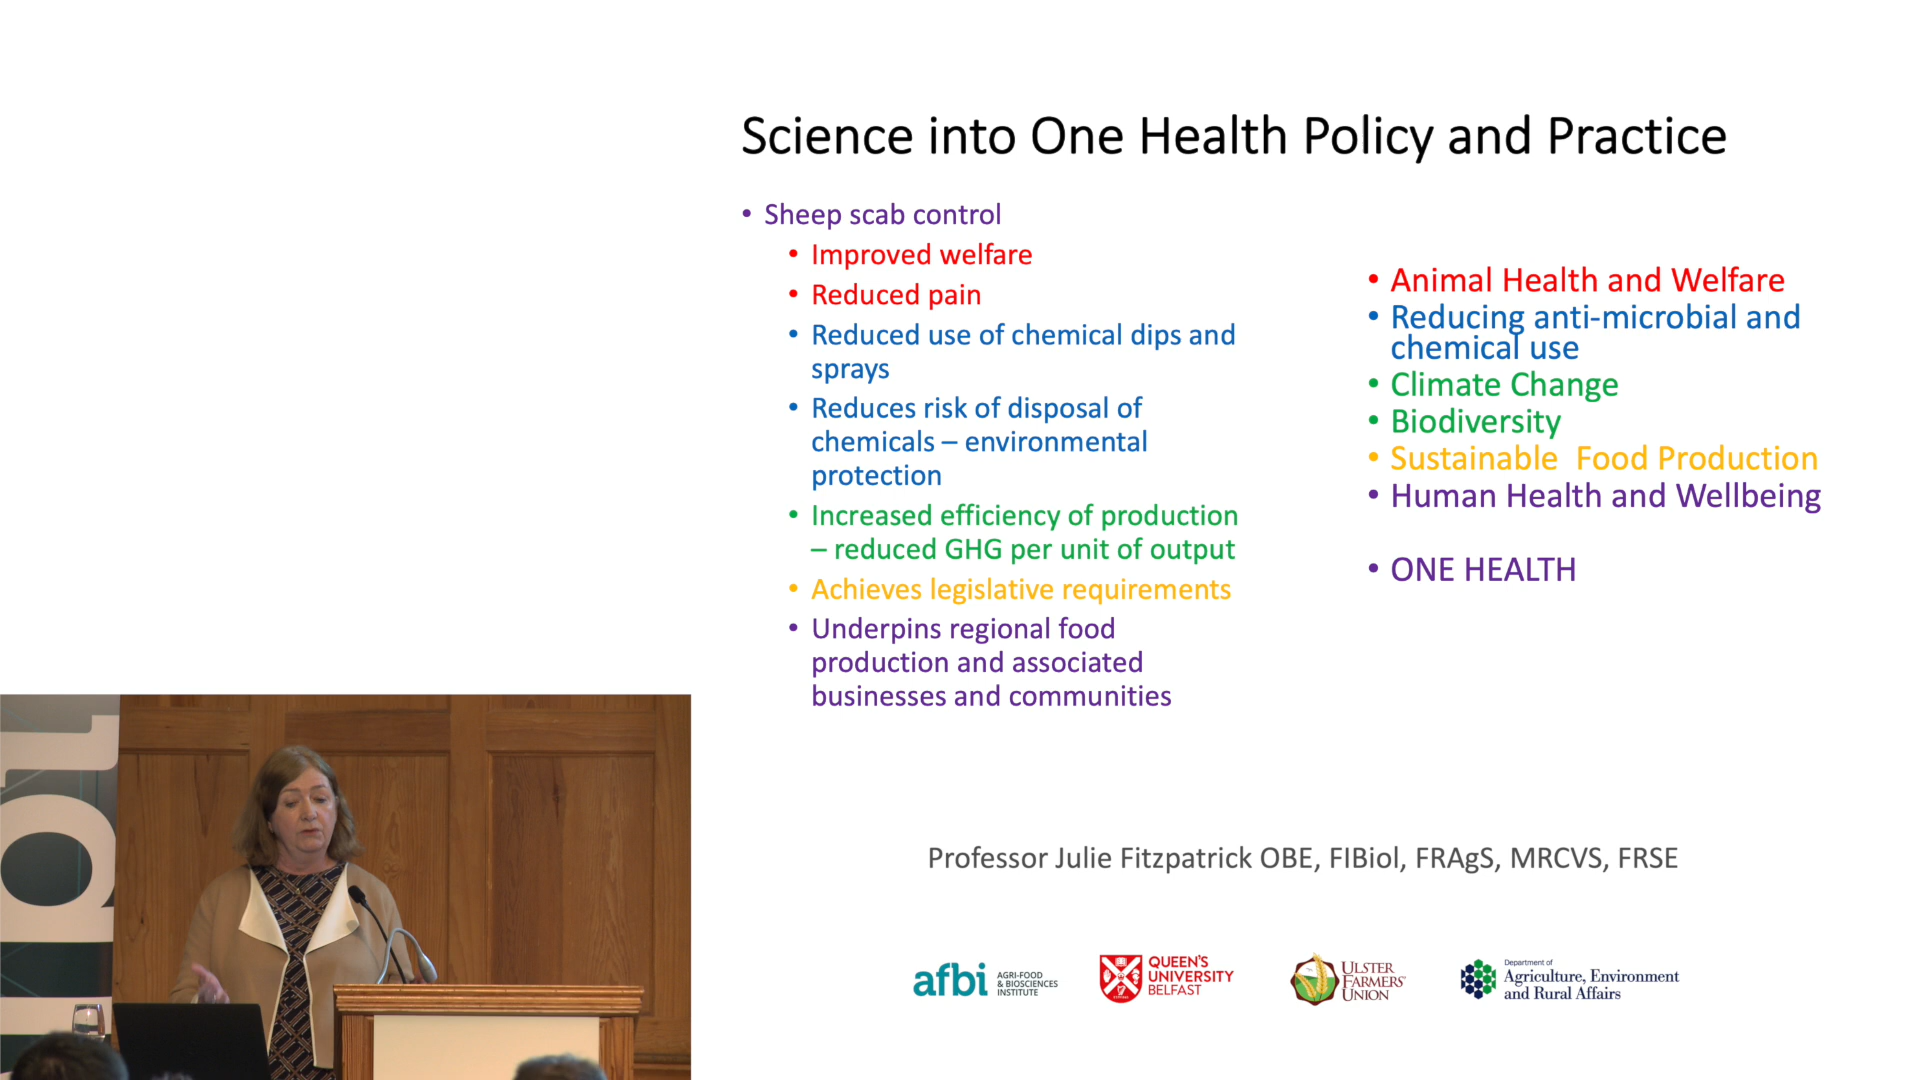 Science into One Health Policy and Practice
• Sheep scab control
• Improved welfare
• Reduced pain
• Reduced use of chemical dips and
sprays
• Reduces risk of disposal of
chemicals – environmental
protection
• Increased efficiency of production
– reduced GHG per unit of output
• Achieves legislative requirements
• Underpins regional food
production and associated
businesses and communities
• Animal Health and Welfare
• Reducing anti-microbial and
chemical use
• Climate Change
• Biodiversity
• Sustainable  Food Production
• Human Health and Wellbeing
• ONE HEALTH
Professor Julie Fitzpatrick OBE, FIBiol, FRAgS, MRCVS, FRSE
afbi
AGRI-FOOD
& BIOSCIENCES
INSTITUTE
QUEEN'S
UNIVERSITY
BELFAST
ULSTER
FARMERS'
UNION
Department of
Agriculture, Environment
and Rural Affairs